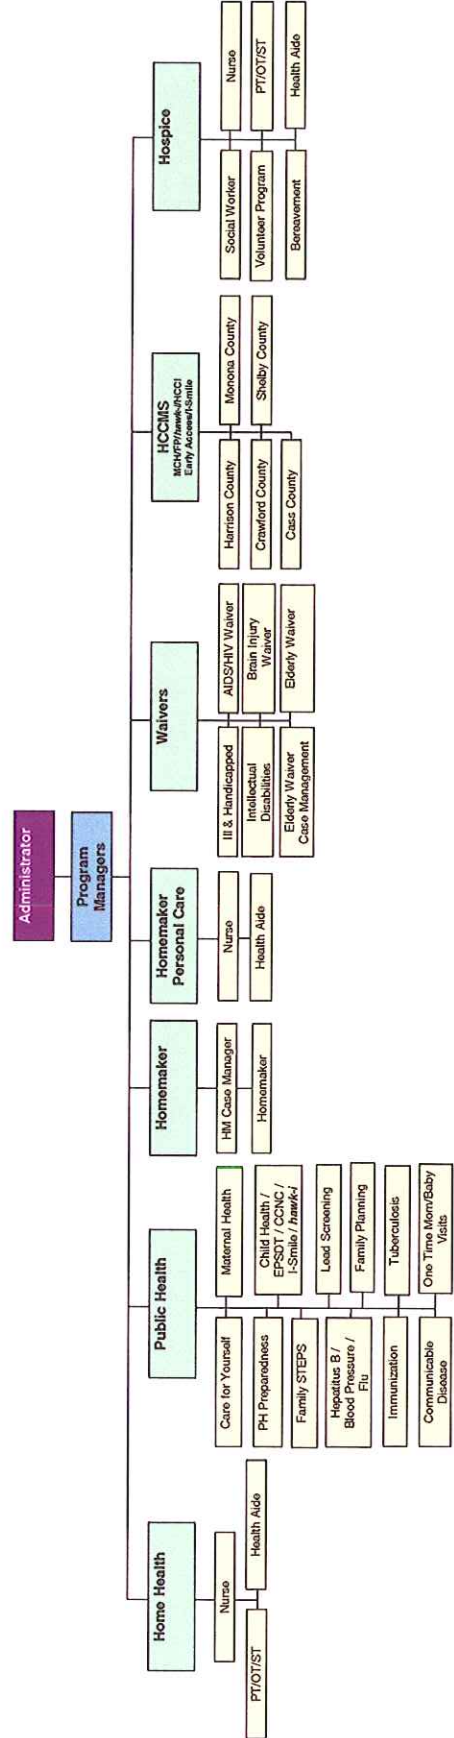 Administrator
Program
Managers
Home Health
Nurse
PT/OT/ST
Health Aide
Public Health
Care for Yourself
Maternal Health
PH Preparedness
Child Health /
EPSDT / CCNC /
I-Smile / hawk-i
Family STEPS
Lead Screening
Hepatitus B /
Blood Pressure /
Flu
Family Planning
Immunization
Tuberculosis
Communicable
Disease
One Time Mom/Baby
Visits
Homemaker
HM Case Manager
Homemaker
Homemaker
Personal Care
Nurse
Health Aide
Waivers
Ill & Handicapped
AIDS/HIV Waiver
Intellectual
Disabilities
Brain Injury
Waiver
Elderly Waiver
Case Management
Elderly Waiver
HCCMS
MCH/FP/hawk-i/HCCI
Early Access/I-Smile
Harrison County
Monona County
Crawford County
Shelby County
Cass County
Hospice
Social Worker
Nurse
Volunteer Program
PT/OT/ST
Bereavement
Health Aide